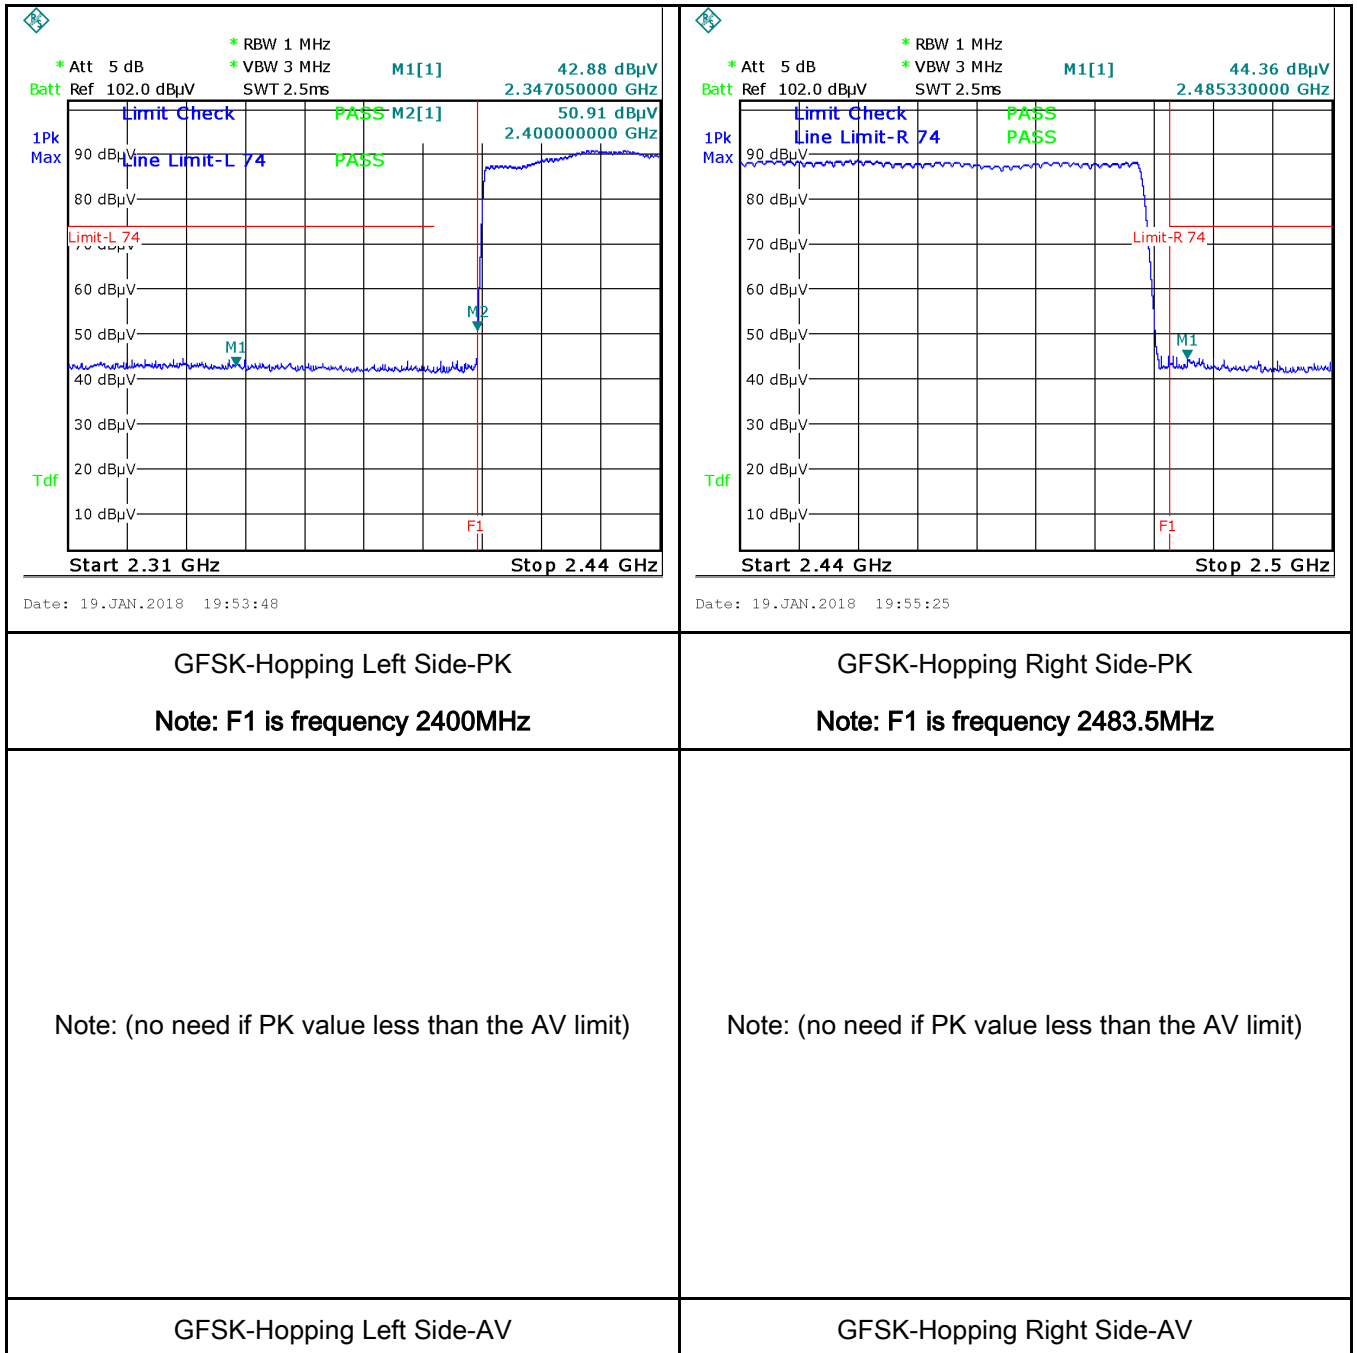 * RBW 1 MHz
* Att 5 dB * VBW 3 MHz M1[1] 42.88 dBµV
Batt Ref 102.0 dBµV SWT 2.5ms 2.347050000 GHz
Limit Check PASS M2[1] 50.91 dBµV
2.400000000 GHz
1Pk
Max
90 dBµV
Line Limit-L 74 PASS
80 dBµV
Limit-L 74
70 dBµV
60 dBµV
M2
50 dBµV
M1
40 dBµV
30 dBµV
20 dBµV
Tdf
10 dBµV
F1
Start 2.31 GHz Stop 2.44 GHz
Date: 19.JAN.2018 19:53:48
* RBW 1 MHz
* Att 5 dB * VBW 3 MHz M1[1] 44.36 dBµV
Batt Ref 102.0 dBµV SWT 2.5ms 2.485330000 GHz
Limit Check PASS
1Pk
Line Limit-R 74 PASS
Max
90 dBµV
80 dBµV
Limit-R 74
70 dBµV
60 dBµV
50 dBµV
M1
40 dBµV
30 dBµV
20 dBµV
Tdf
10 dBµV
F1
Start 2.44 GHz Stop 2.5 GHz
Date: 19.JAN.2018 19:55:25
GFSK-Hopping Left Side-PK
Note: F1 is frequency 2400MHz
GFSK-Hopping Right Side-PK
Note: F1 is frequency 2483.5MHz
Note: (no need if PK value less than the AV limit)
Note: (no need if PK value less than the AV limit)
GFSK-Hopping Left Side-AV
GFSK-Hopping Right Side-AV